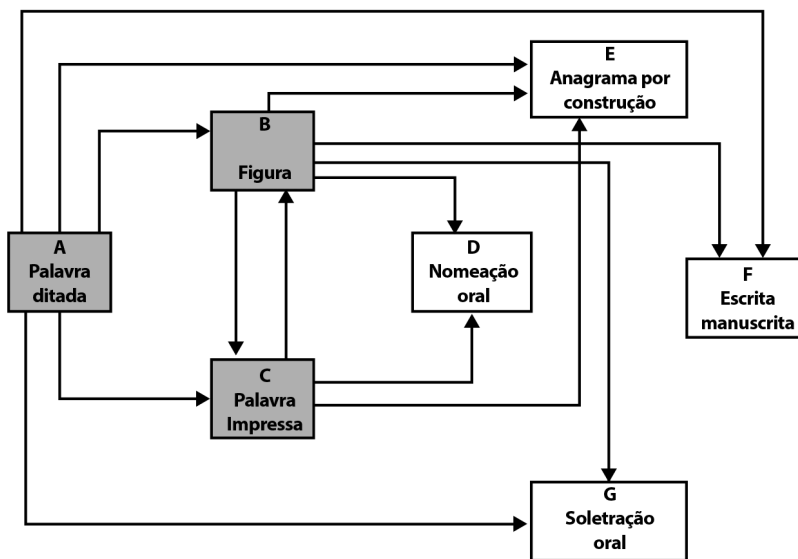 E
Anagrama por
construção
B
Figura
A
Palavra
ditada
D
Nomeação
oral
F
Escrita
manuscrita
C
Palavra
Impressa
G
Soletração
oral